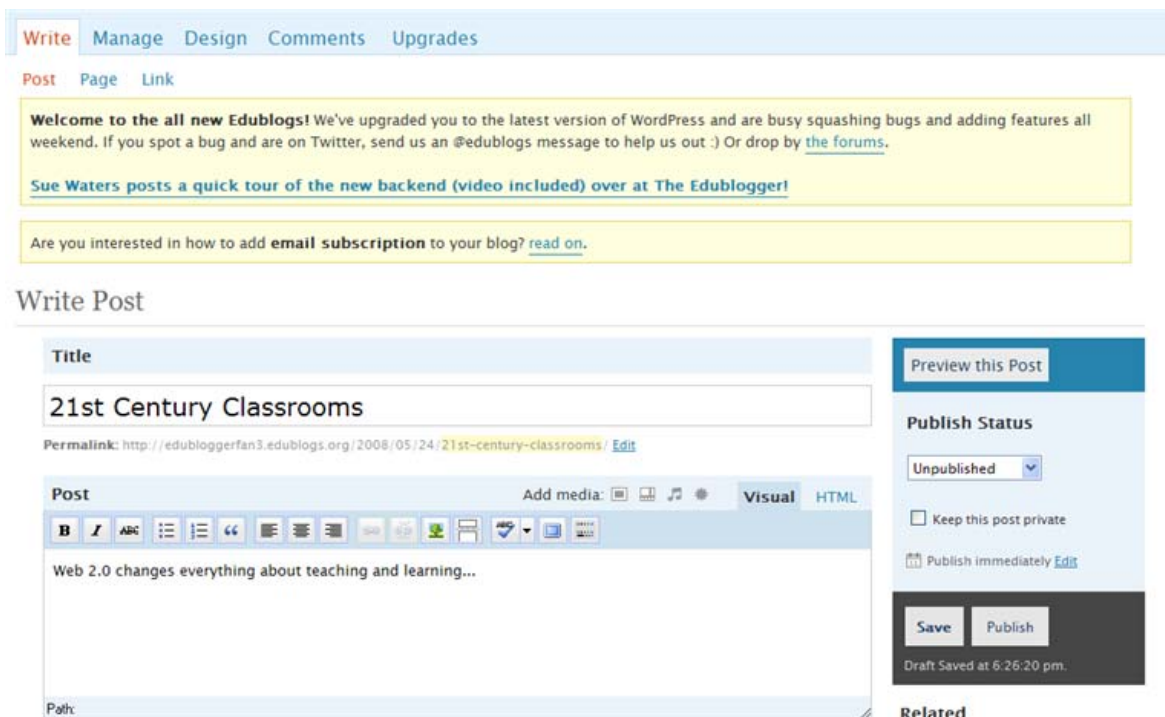 Write Manage Design Comments Upgrades
Post Page Link
Welcome to the all new Edublogs! We've upgraded you to the latest version of WordPress and are busy squashing bugs and adding features all
weekend. If you spot a bug and are on Twitter, send us an @edublogs message to help us out :) Or drop by the forums.
Sue Waters posts a quick tour of the new backend (video included) over at The Edublogger!
Are you interested in how to add email subscription to your blog? read on.
Write Post
Title
21st Century Classrooms
Permalink: http://edubloggerfan3.edublogs.org/2008/05/24/21st-century-classrooms/ Edit
Post Add media: Visual HTML
B I ABC ABC
Web 2.0 changes everything about teaching and learning...
Path:
Preview this Post
Publish Status
Unpublished
Keep this post private
Publish immediately Edit
Save Publish
Draft Saved at 6:26:20 pm.
Related